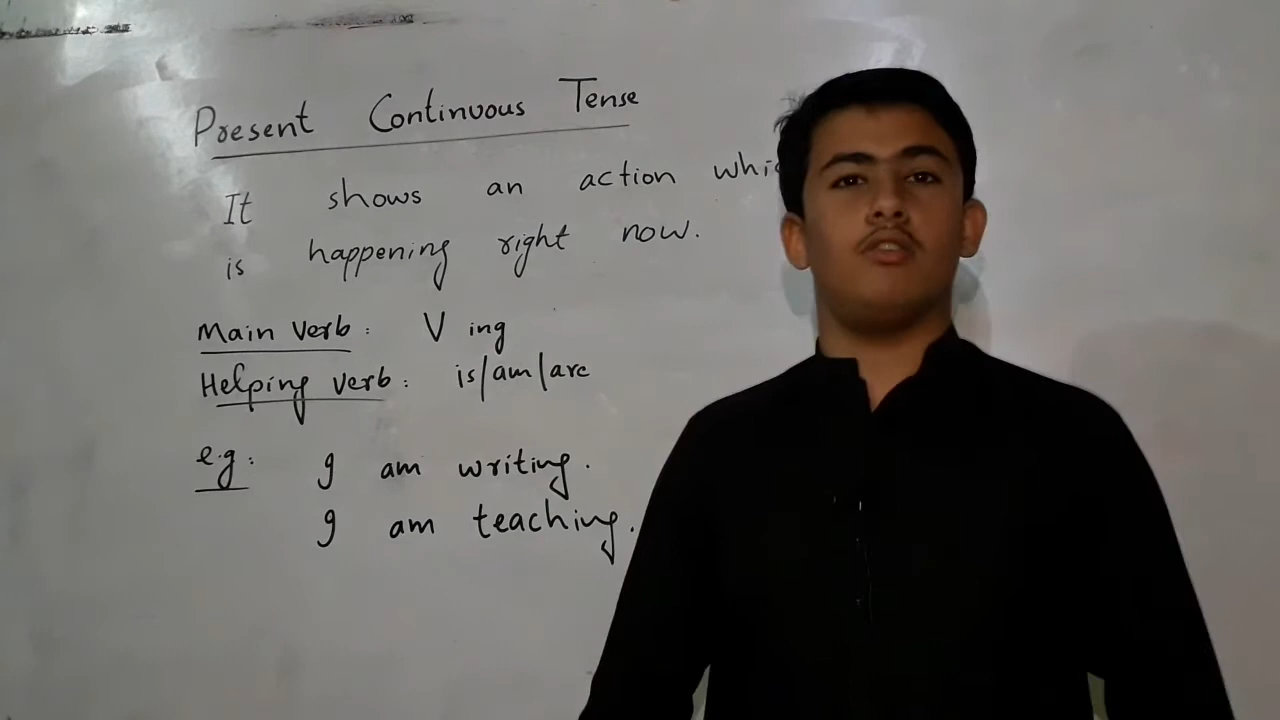 Present Continuous Tense
It shows an action whic
is happening right now.
Main verb: V ing
Helping verb: is/am/are
e.g: I am writing.
I am teaching.